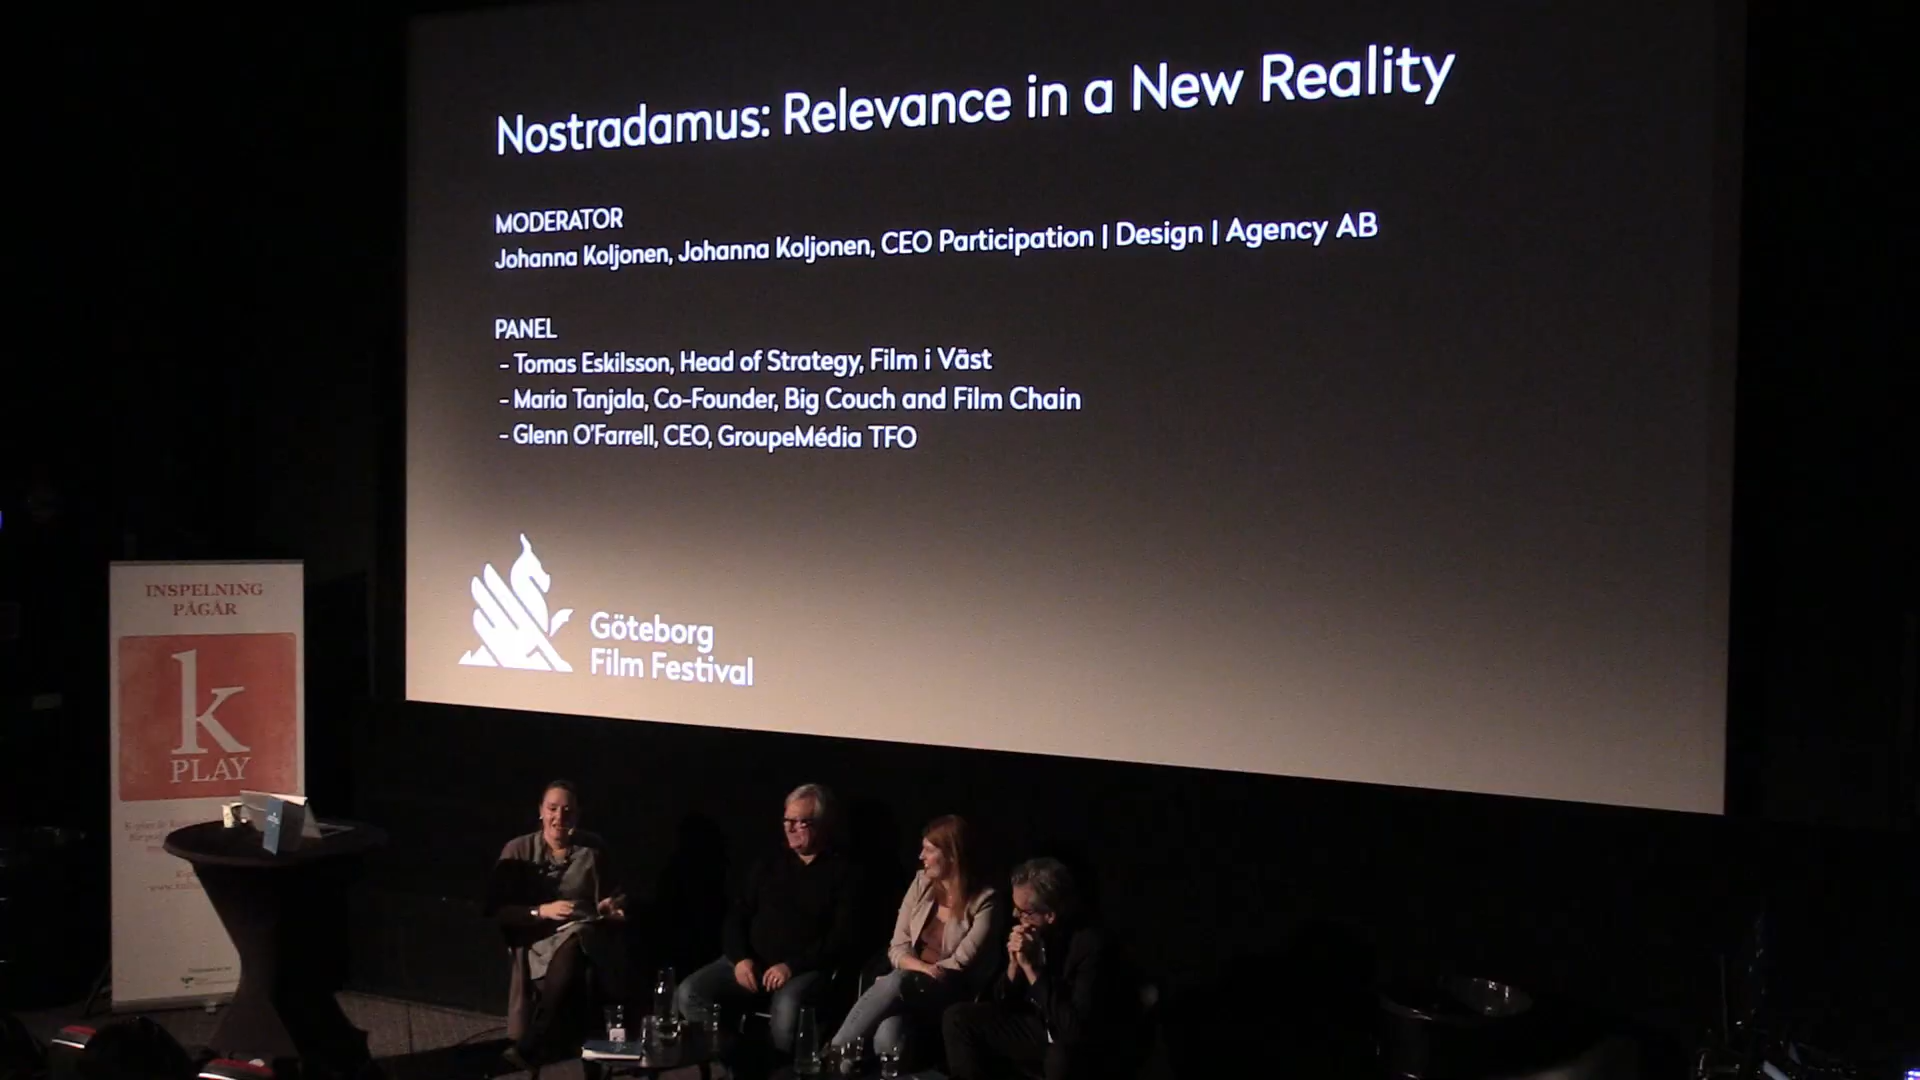 Nostradamus: Relevance in a New Reality
MODERATOR
Johanna Koljonen, Johanna Koljonen, CEO Participation | Design | Agency AB
PANEL
- Tomas Eskilsson, Head of Strategy, Film i Väst
- Maria Tanjala, Co-Founder, Big Couch and Film Chain
- Glenn O'Farrell, CEO, GroupeMédia TFO
Göteborg
Film Festival
INSPELNING
PÅGÅR
k
PLAY